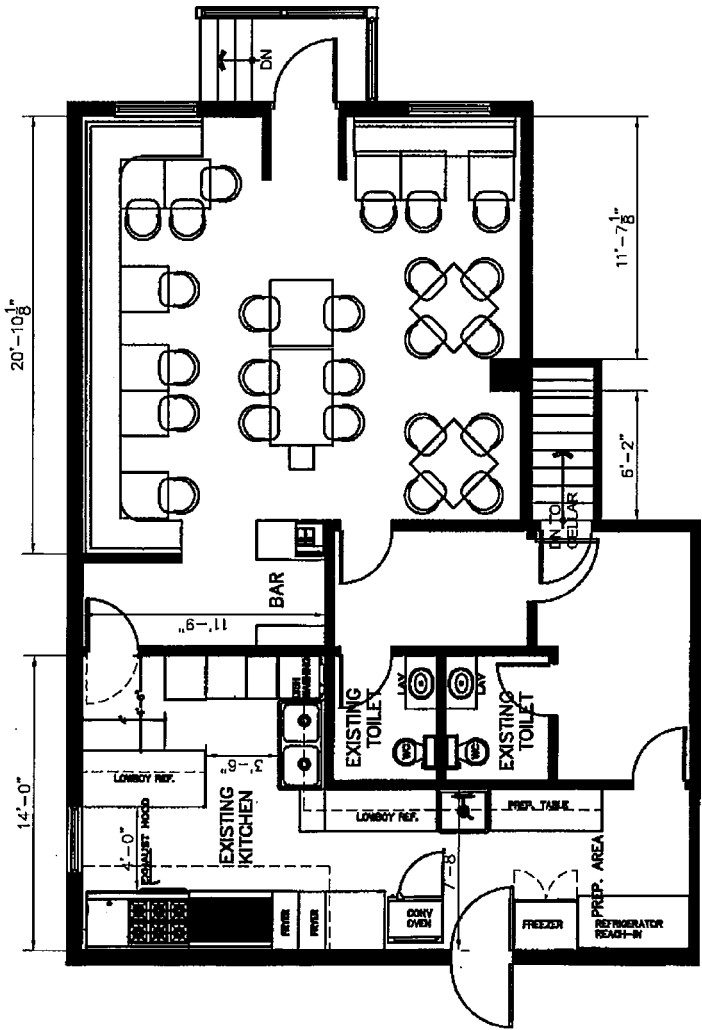 DN
20'-10 1/8"
11'-7 1/8"
6'-2"
DN TO
CELLAR
BAR
11'-9"
14'-0"
4'-6"
3'-6"
LOWBOY REF.
EXISTING
TOILET
LAV
LAV
WC
WC
EXISTING
TOILET
EXISTING
KITCHEN
4'-0"
EXHAUST HOOD
LOWBOY REF.
PREP. TABLE
7'-8
PREP. AREA
FRYER
FRYER
CONV
OVEN
FREEZER
REFRIGERATOR
REACH-IN